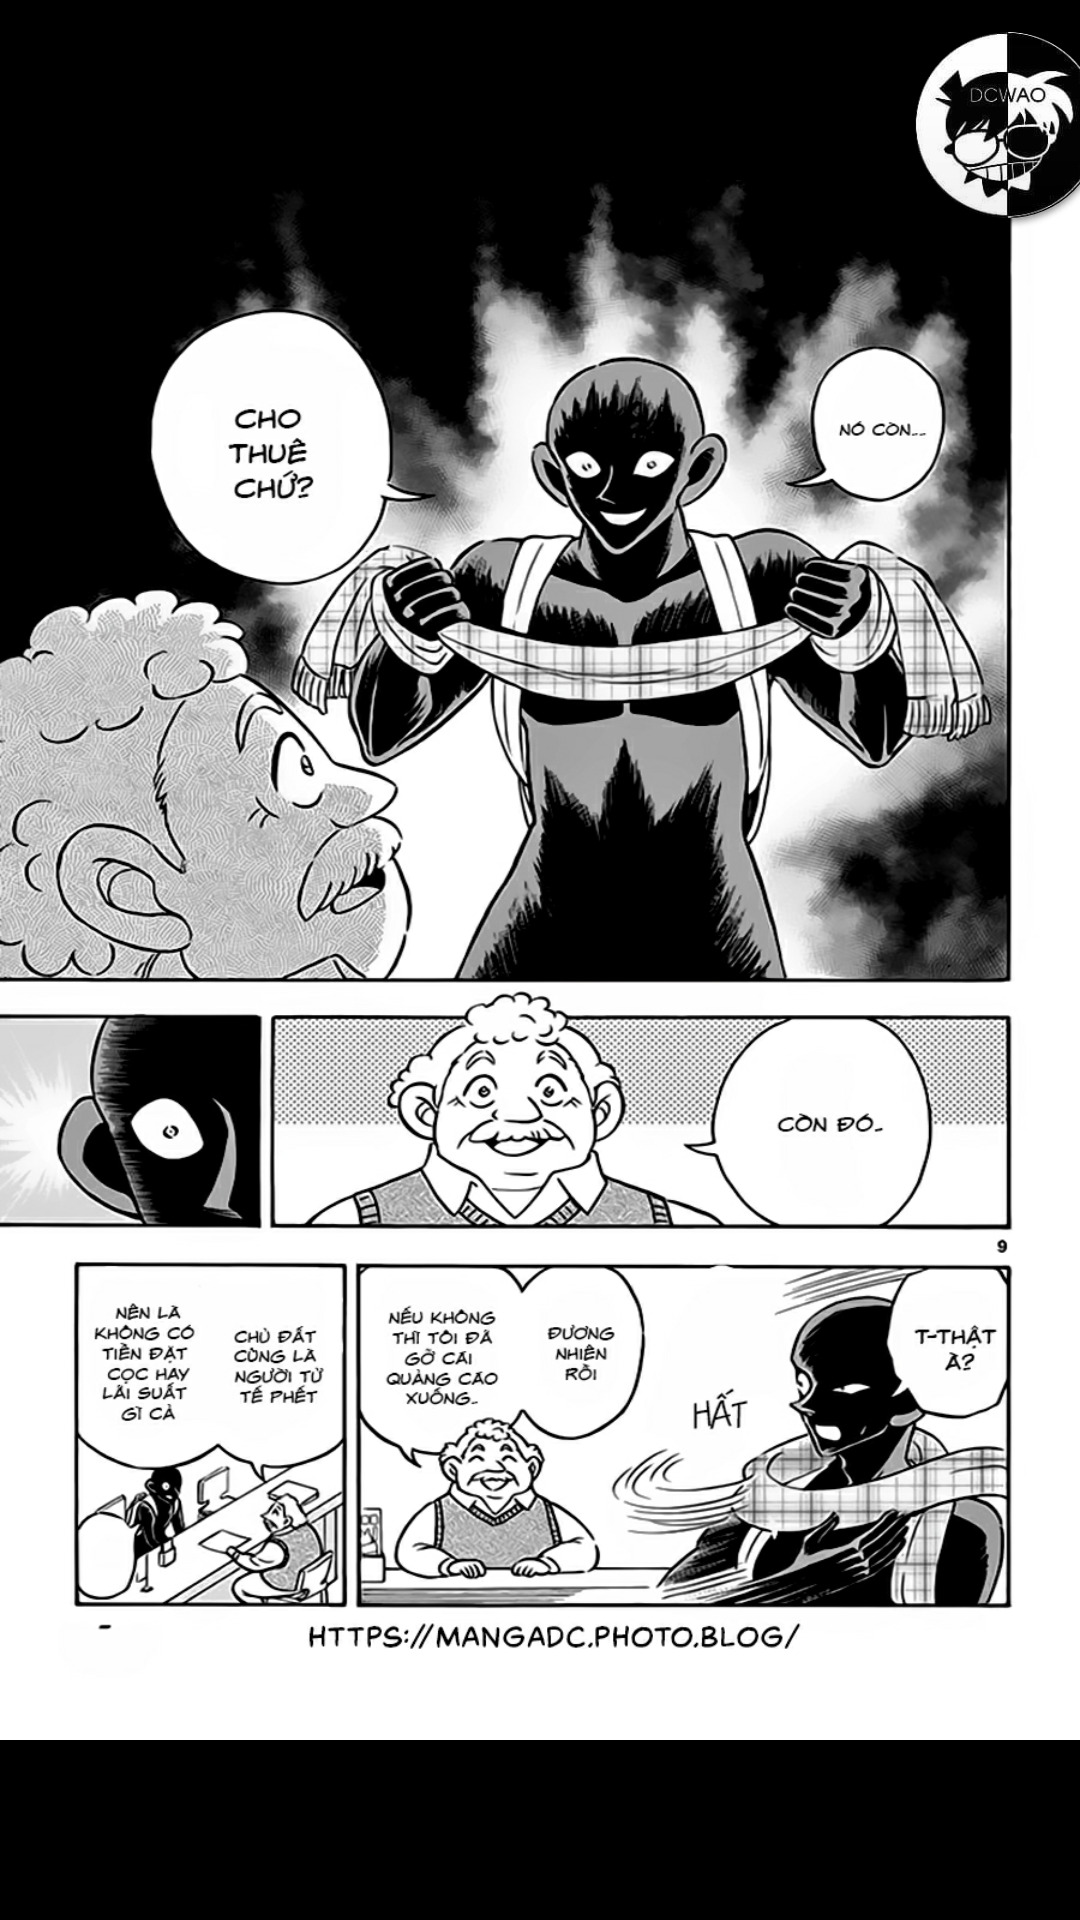 DCWAO
NÓ CÒN...
CHO
THUÊ
CHỨ?
CÒN ĐÓ..
9
T-THẬT
À?
HẤT
ĐƯƠNG
NHIÊN
RỒI
NẾU KHÔNG
THÌ TÔI ĐÃ
GỠ CÁI
QUẢNG CÁO
XUỐNG..
CHỦ ĐẤT
CŨNG LÀ
NGƯỜI TỬ
TẾ PHẾT
NÊN LÀ
KHÔNG CÓ
TIỀN ĐẶT
CỌC HAY
LÃI SUẤT
GÌ CẢ
HTTPS://MANGADC.PHOTO.BLOG/